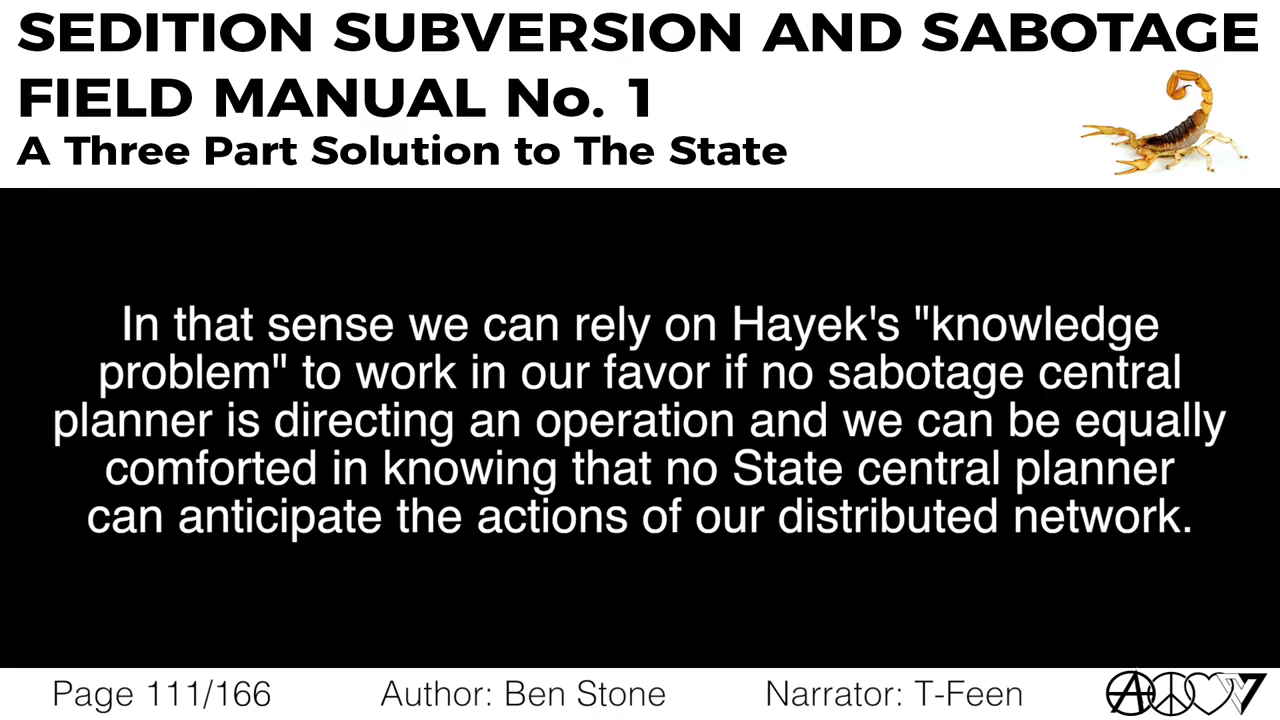 SEDITION SUBVERSION AND SABOTAGE
FIELD MANUAL No. 1
A Three Part Solution to The State
In that sense we can rely on Hayek's "knowledge
problem" to work in our favor if no sabotage central
planner is directing an operation and we can be equally
comforted in knowing that no State central planner
can anticipate the actions of our distributed network.
Page 111/166 Author: Ben Stone Narrator: T-Feen